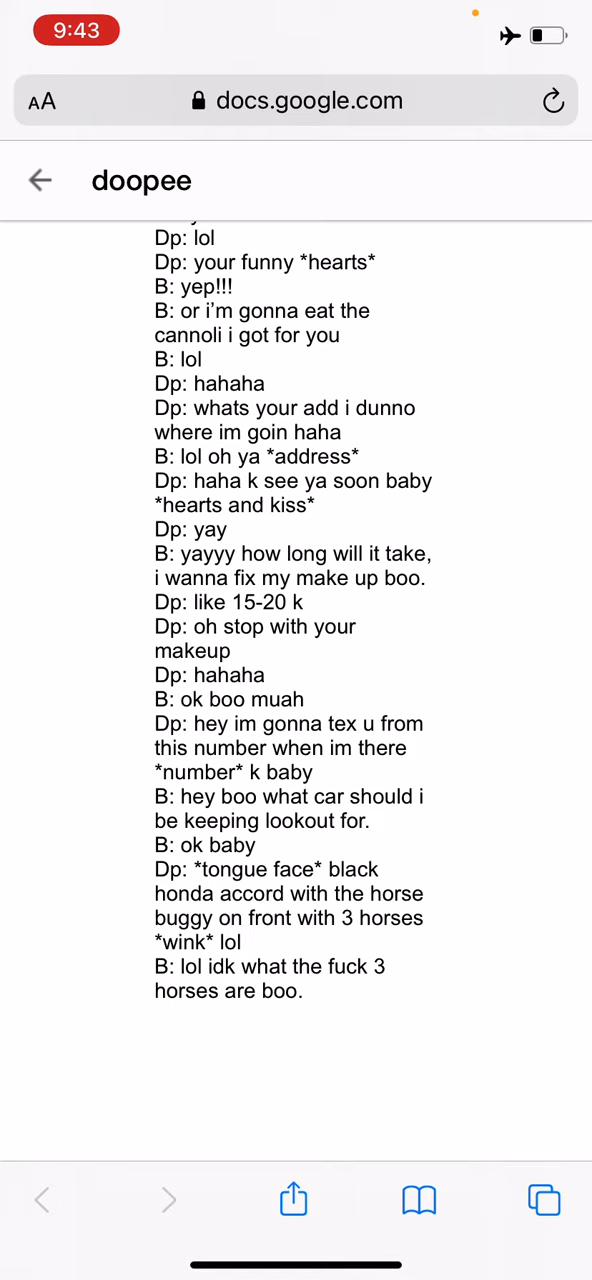 9:43
AA
docs.google.com
doopee
Dp: lol
Dp: your funny *hearts*
B: yep!!!
B: or i’m gonna eat the
cannoli i got for you
B: lol
Dp: hahaha
Dp: whats your add i dunno
where im goin haha
B: lol oh ya *address*
Dp: haha k see ya soon baby
*hearts and kiss*
Dp: yay
B: yayyy how long will it take,
i wanna fix my make up boo.
Dp: like 15-20 k
Dp: oh stop with your
makeup
Dp: hahaha
B: ok boo muah
Dp: hey im gonna tex u from
this number when im there
*number* k baby
B: hey boo what car should i
be keeping lookout for.
B: ok baby
Dp: *tongue face* black
honda accord with the horse
buggy on front with 3 horses
*wink* lol
B: lol idk what the fuck 3
horses are boo.